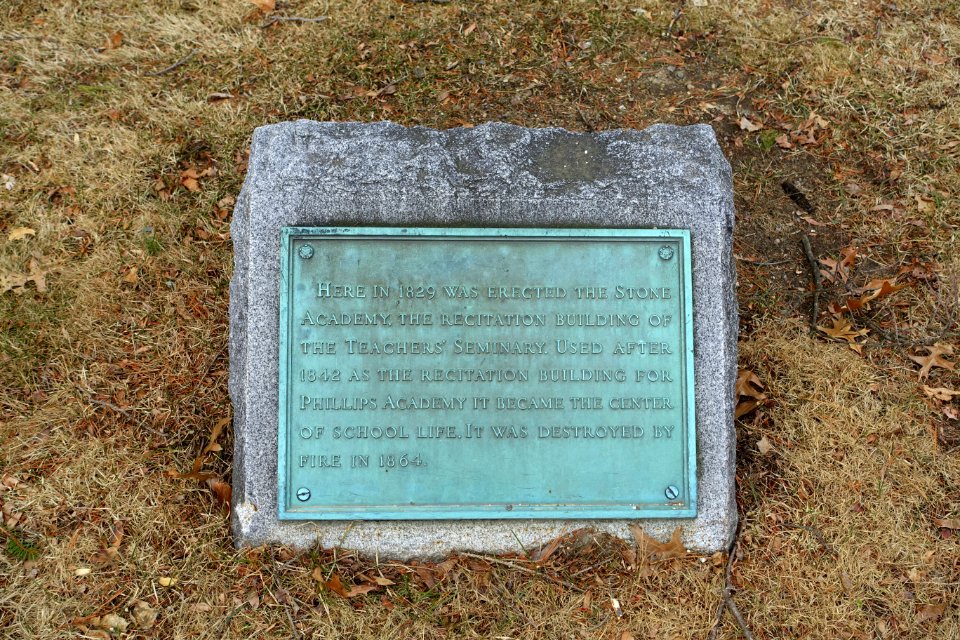 HERE IN 1829 WAS ERECTED THE STONE
ACADEMY, THE RECITATION BUILDING OF
THE TEACHERS' SEMINARY. USED AFTER
1842 AS THE RECITATION BUILDING FOR
PHILLIPS ACADEMY IT BECAME THE CENTER
OF SCHOOL LIFE. IT WAS DESTROYED BY
FIRE IN 1864.